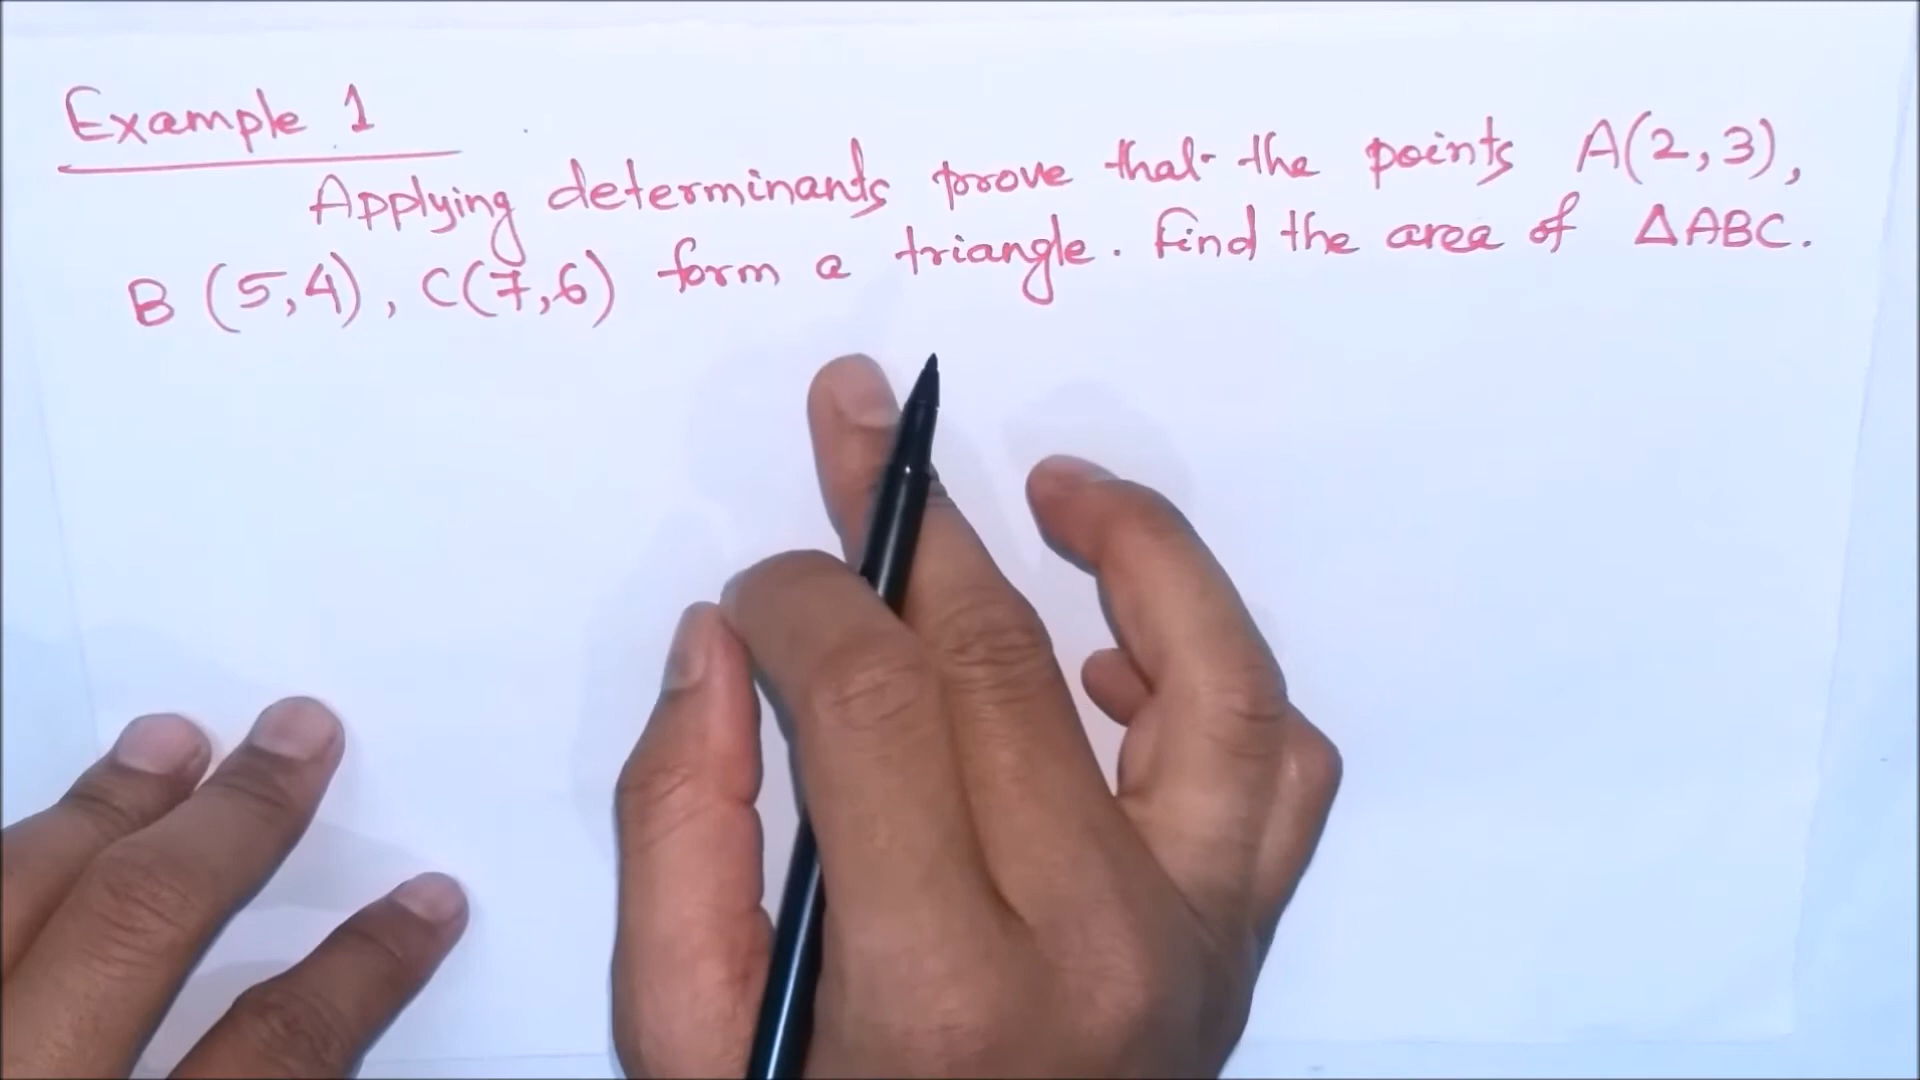 Example 1
Applying determinants prove that the points A(2,3),
B (5,4), C(7,6) form a triangle. Find the area of ΔABC.